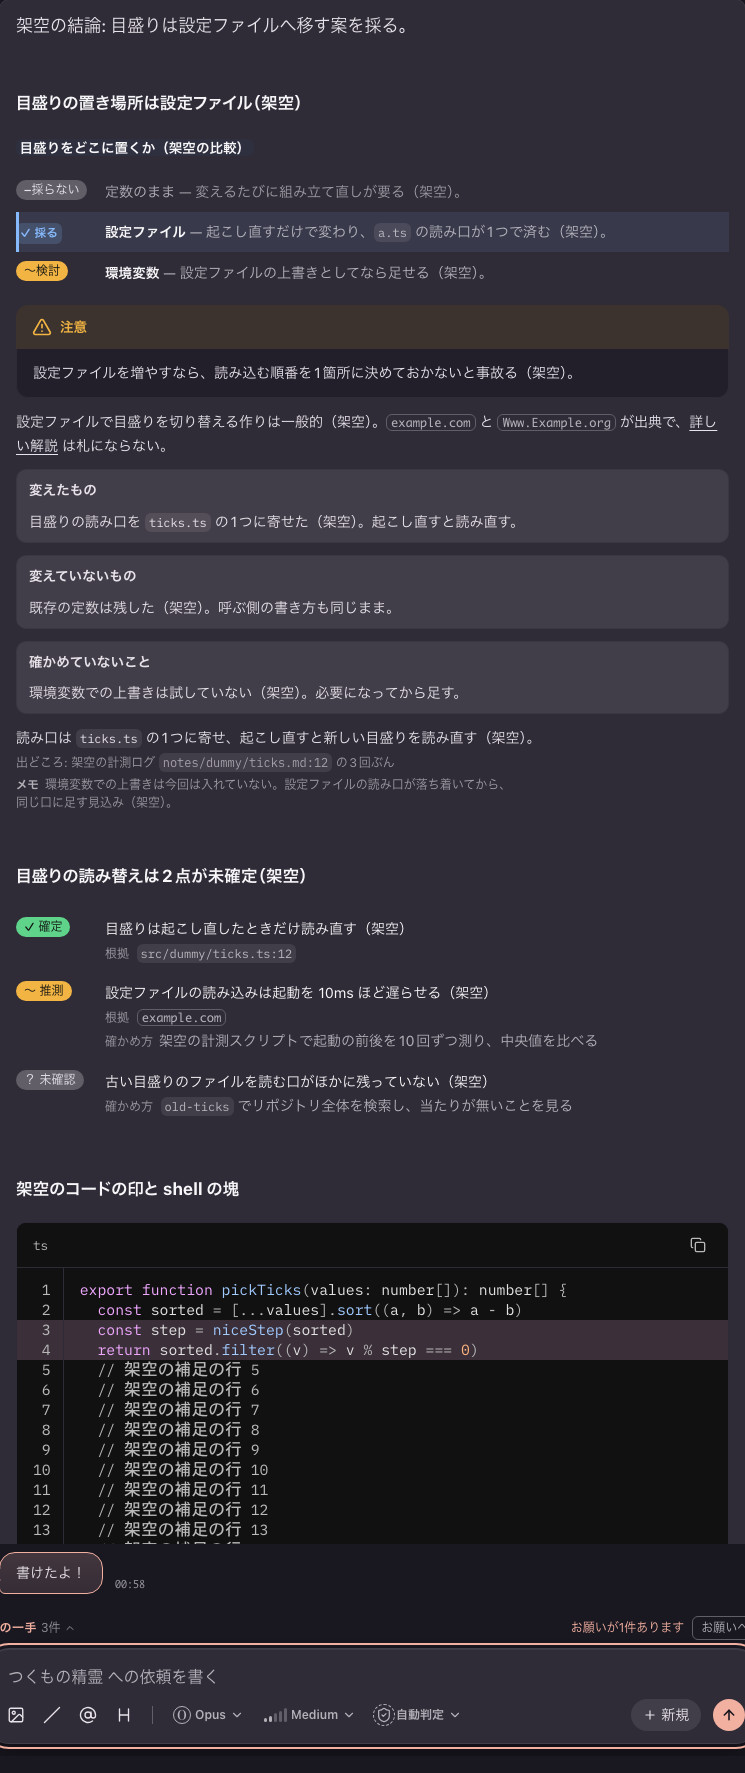 架空の結論: 目盛りは設定ファイルへ移す案を採る。
目盛りの置き場所は設定ファイル（架空）
目盛りをどこに置くか（架空の比較）
−採らない 定数のまま — 変えるたびに組み立て直しが要る（架空）。
✓ 採る 設定ファイル — 起こし直すだけで変わり、 a.ts の読み口が1つで済む（架空）。
〜検討 環境変数 — 設定ファイルの上書きとしてなら足せる（架空）。
注意
設定ファイルを増やすなら、読み込む順番を1箇所に決めておかないと事故る（架空）。
設定ファイルで目盛りを切り替える作りは一般的（架空）。 example.com と Www.Example.org が出典で、詳し
い解説 は札にならない。
変えたもの
目盛りの読み口を ticks.ts の1つに寄せた（架空）。起こし直すと読み直す。
変えていないもの
既存の定数は残した（架空）。呼ぶ側の書き方も同じまま。
確かめていないこと
環境変数での上書きは試していない（架空）。必要になってから足す。
読み口は ticks.ts の1つに寄せ、起こし直すと新しい目盛りを読み直す（架空）。
出どころ: 架空の計測ログ notes/dummy/ticks.md:12 の3回ぶん
メモ 環境変数での上書きは今回は入れていない。設定ファイルの読み口が落ち着いてから、
同じ口に足す見込み（架空）。
目盛りの読み替えは2点が未確定（架空）
✓ 確定 目盛りは起こし直したときだけ読み直す（架空）
根拠 src/dummy/ticks.ts:12
〜 推測 設定ファイルの読み込みは起動を 10ms ほど遅らせる（架空）
根拠 example.com
確かめ方 架空の計測スクリプトで起動の前後を10回ずつ測り、中央値を比べる
? 未確認 古い目盛りのファイルを読む口がほかに残っていない（架空）
確かめ方 old-ticks でリポジトリ全体を検索し、当たりが無いことを見る
架空のコードの印と shell の塊
ts
1 export function pickTicks(values: number[]): number[] {
2 const sorted = [...values].sort((a, b) => a - b)
3 const step = niceStep(sorted)
4 return sorted.filter((v) => v % step === 0)
5 // 架空の補足の行 5
6 // 架空の補足の行 6
7 // 架空の補足の行 7
8 // 架空の補足の行 8
9 // 架空の補足の行 9
10 // 架空の補足の行 10
11 // 架空の補足の行 11
12 // 架空の補足の行 12
13 // 架空の補足の行 13
書けたよ！ 00:58
の一手 3件 お願いが1件あります お願いへ
つくもの精霊 への依頼を書く
@ H Opus Medium 自動判定 + 新規